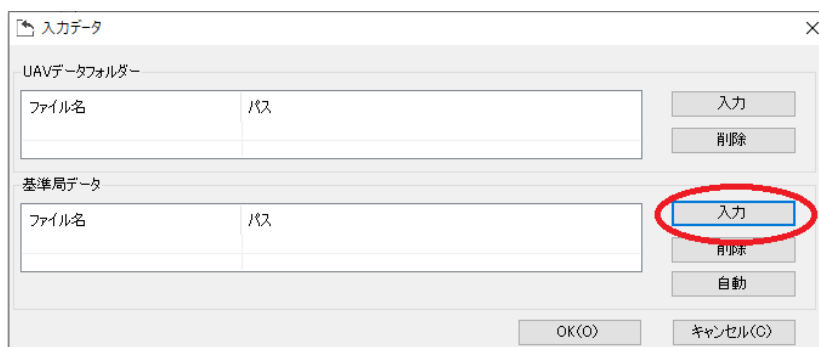 入力データ
UAVデータフォルダー
ファイル名 パス
入力
削除
基準局データ
ファイル名 パス
入力
削除
自動
OK(O) キャンセル(C)